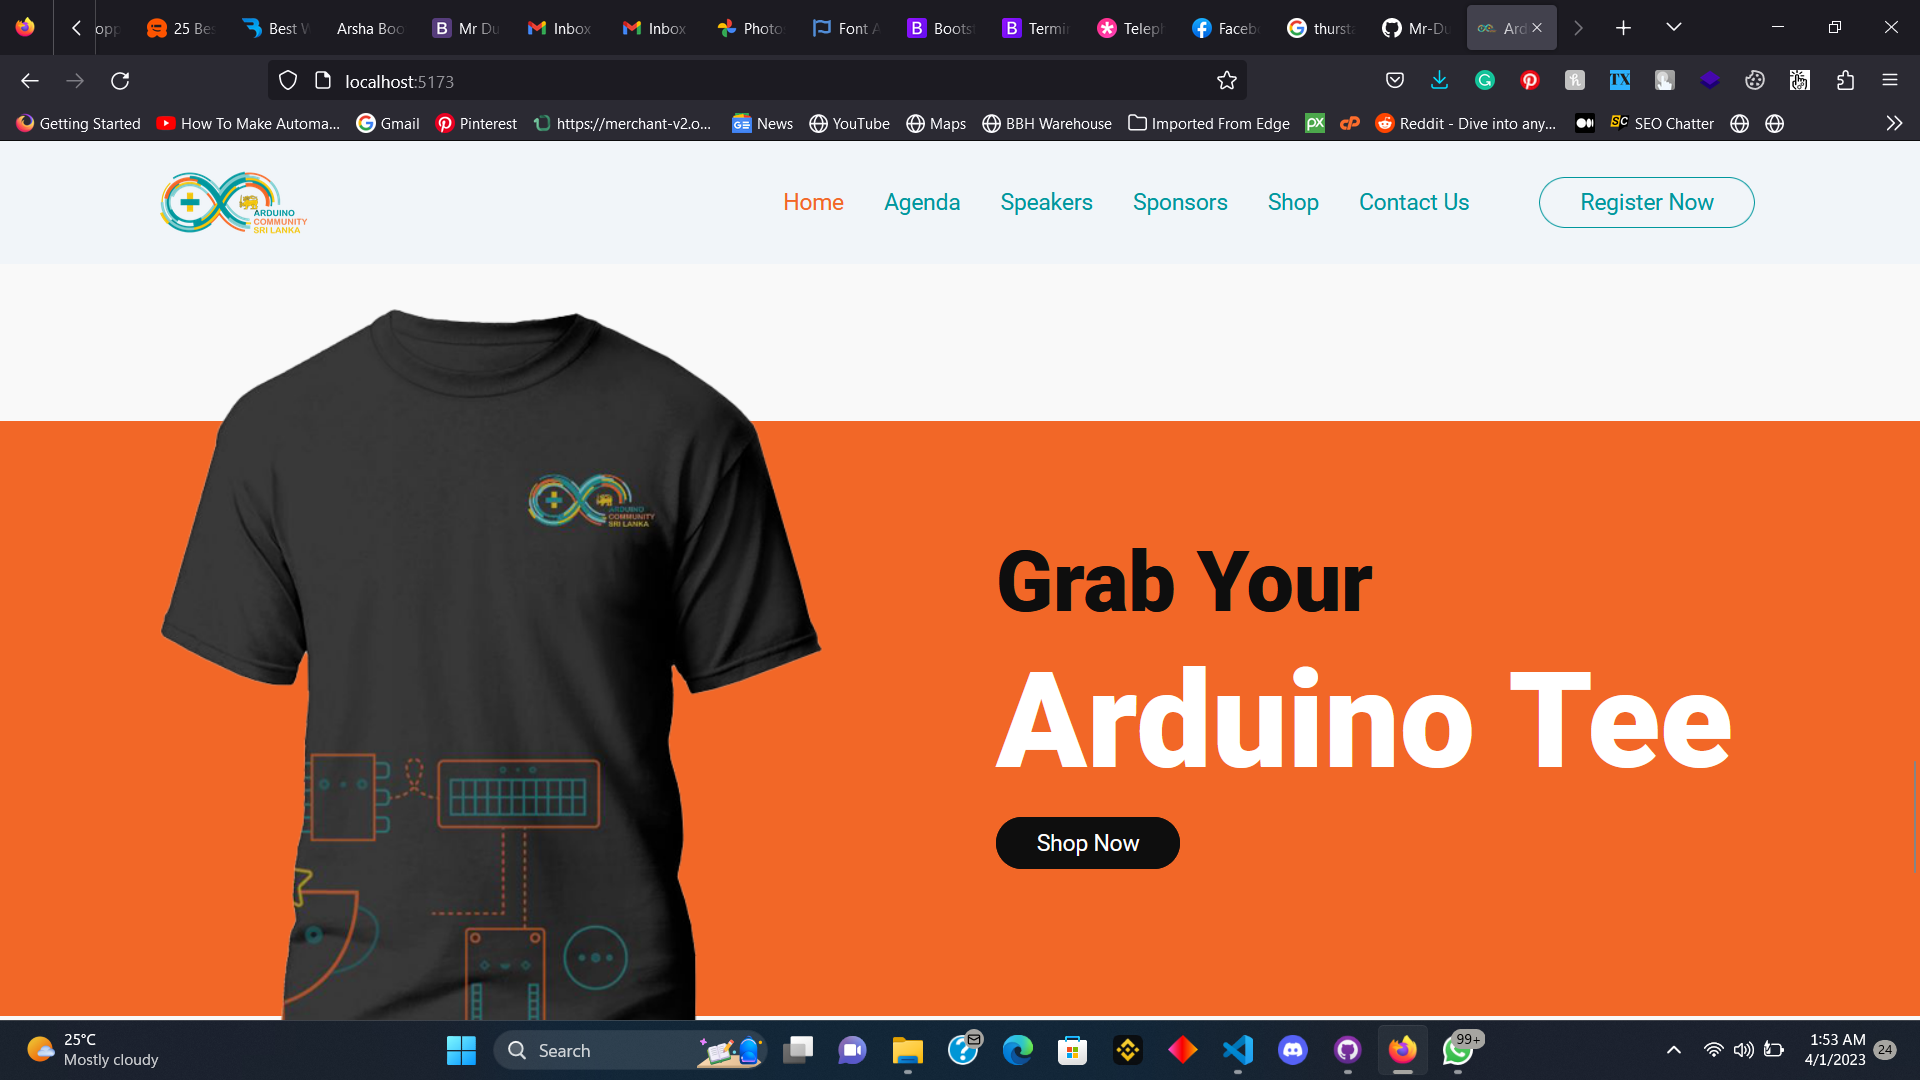 25 Bes
Best W
Arsha Boo
Mr Du
Inbox
Inbox
Photo
Font A
Boots
Termi
Telep
Faceb
thursta
Mr-Du
Ard
localhost:5173
Getting Started
How To Make Automa...
Gmail
Pinterest
https://merchant-v2.o...
News
YouTube
Maps
BBH Warehouse
Imported From Edge
Reddit - Dive into any...
SEO Chatter
ARDUINO
COMMUNITY
SRI LANKA
Home
Agenda
Speakers
Sponsors
Shop
Contact Us
Register Now
ARDUINO
COMMUNITY
SRI LANKA
Grab Your
Arduino Tee
Shop Now
25°C
Mostly cloudy
Search
99+
1:53 AM
4/1/2023
24